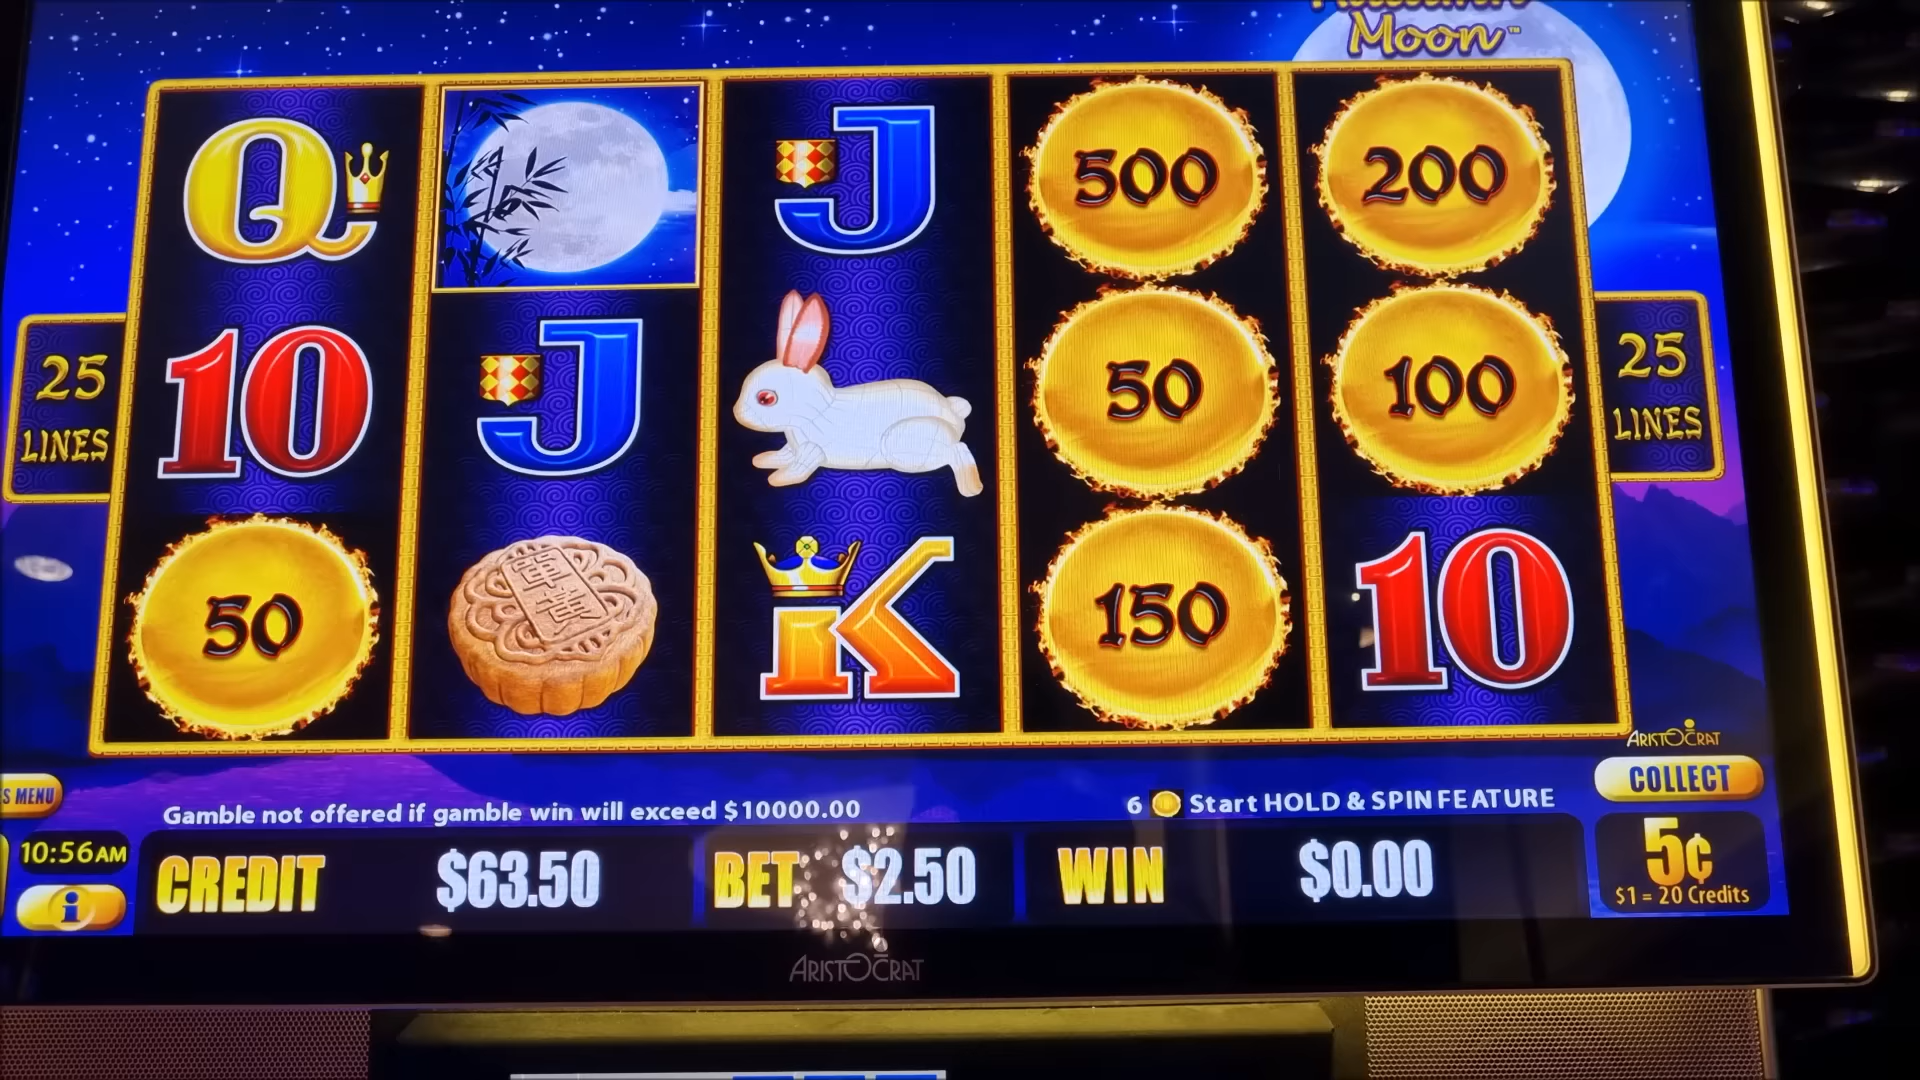 Autumn
Moon™
Q
J
500
200
25
LINES
10
J
50
100
25
LINES
50
K
150
10
ARISTOCRAT
COLLECT
Gamble not offered if gamble win will exceed $10000.00
6 Start HOLD & SPIN FEATURE
10:56AM
CREDIT $63.50
BET $2.50
WIN $0.00
5¢
$1 = 20 Credits
i
ARISTOCRAT